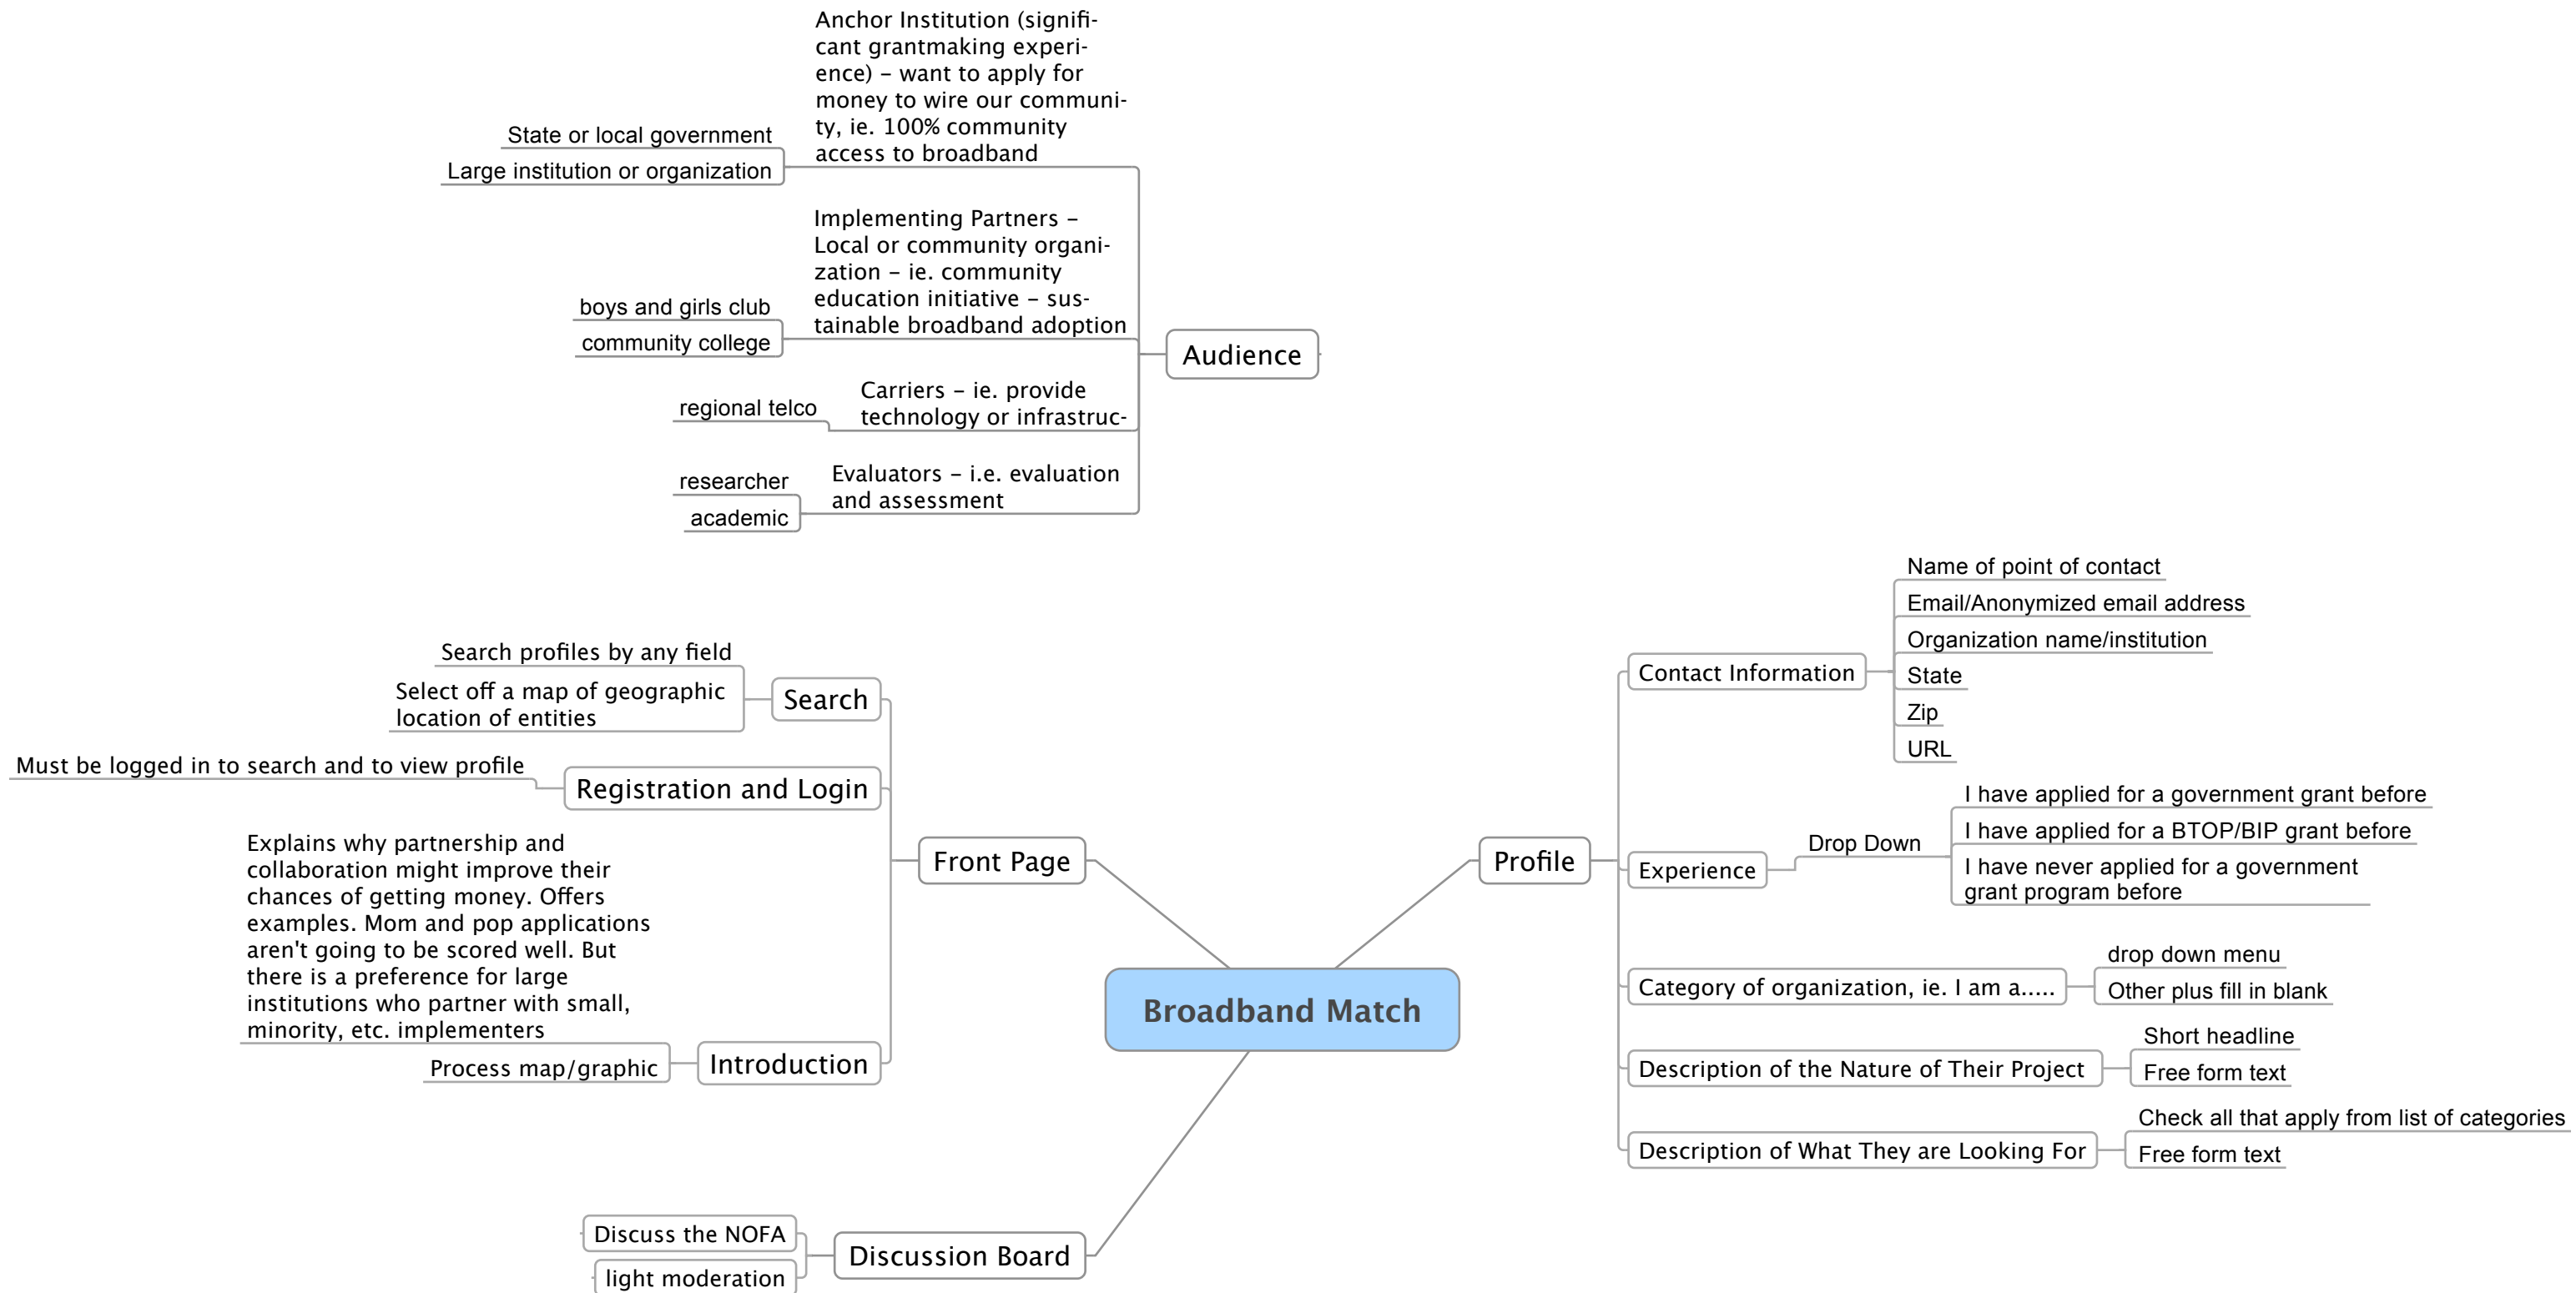 Anchor Institution (signifi-
cant grantmaking experi-
ence) – want to apply for
money to wire our communi-
ty, ie. 100% community
access to broadband
State or local government
Large institution or organization
Implementing Partners –
Local or community organi-
zation – ie. community
education initiative – sus-
tainable broadband adoption
boys and girls club
community college
Carriers – ie. provide
technology or infrastruc-
regional telco
Evaluators – i.e. evaluation
and assessment
researcher
academic
Audience
Search profiles by any field
Select off a map of geographic
location of entities
Search
Must be logged in to search and to view profile
Registration and Login
Explains why partnership and
collaboration might improve their
chances of getting money. Offers
examples. Mom and pop applications
aren't going to be scored well. But
there is a preference for large
institutions who partner with small,
minority, etc. implementers
Process map/graphic
Introduction
Front Page
Broadband Match
Profile
Contact Information
Name of point of contact
Email/Anonymized email address
Organization name/institution
State
Zip
URL
Experience
Drop Down
I have applied for a government grant before
I have applied for a BTOP/BIP grant before
I have never applied for a government
grant program before
Category of organization, ie. I am a.....
drop down menu
Other plus fill in blank
Description of the Nature of Their Project
Short headline
Free form text
Description of What They are Looking For
Check all that apply from list of categories
Free form text
Discuss the NOFA
light moderation
Discussion Board